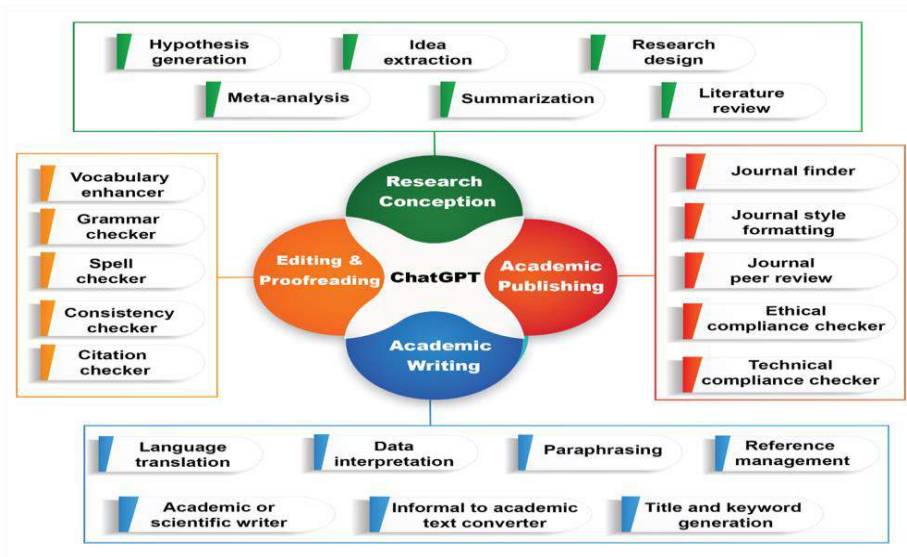 Hypothesis
generation
Idea
extraction
Research
design
Meta-analysis
Summarization
Literature
review
Vocabulary
enhancer
Grammar
checker
Spell
checker
Consistency
checker
Citation
checker
Research
Conception
Editing &
Proofreading
ChatGPT
Academic
Publishing
Academic
Writing
Journal finder
Journal style
formatting
Journal
peer review
Ethical
compliance checker
Technical
compliance checker
Language
translation
Data
interpretation
Paraphrasing
Reference
management
Academic or
scientific writer
Informal to academic
text converter
Title and keyword
generation